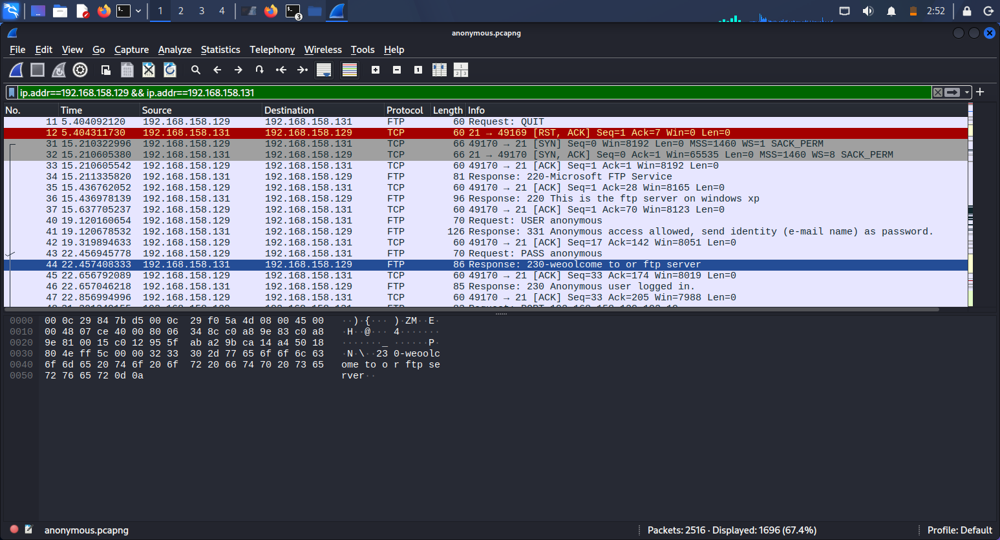 1 2 3 4 3 2:52
anonymous.pcapng
File Edit View Go Capture Analyze Statistics Telephony Wireless Tools Help
ip.addr==192.168.158.129 && ip.addr==192.168.158.131
No. Time Source Destination Protocol Length Info
11 5.404092120 192.168.158.129 192.168.158.131 FTP 60 Request: QUIT
12 5.404311730 192.168.158.131 192.168.158.129 TCP 60 21 → 49169 [RST, ACK] Seq=1 Ack=7 Win=0 Len=0
31 15.210322996 192.168.158.129 192.168.158.131 TCP 66 49170 → 21 [SYN] Seq=0 Win=8192 Len=0 MSS=1460 WS=1 SACK_PERM
32 15.210605380 192.168.158.131 192.168.158.129 TCP 66 21 → 49170 [SYN, ACK] Seq=0 Ack=1 Win=65535 Len=0 MSS=1460 WS=8 SACK_PERM
33 15.210605542 192.168.158.129 192.168.158.131 TCP 60 49170 → 21 [ACK] Seq=1 Ack=1 Win=8192 Len=0
34 15.211335820 192.168.158.131 192.168.158.129 FTP 81 Response: 220-Microsoft FTP Service
35 15.436762052 192.168.158.129 192.168.158.131 TCP 60 49170 → 21 [ACK] Seq=1 Ack=28 Win=8165 Len=0
36 15.436978139 192.168.158.131 192.168.158.129 FTP 96 Response: 220 This is the ftp server on windows xp
37 15.637705237 192.168.158.129 192.168.158.131 TCP 60 49170 → 21 [ACK] Seq=1 Ack=70 Win=8123 Len=0
40 19.120160654 192.168.158.129 192.168.158.131 FTP 70 Request: USER anonymous
41 19.120678532 192.168.158.131 192.168.158.129 FTP 126 Response: 331 Anonymous access allowed, send identity (e-mail name) as password.
42 19.319894633 192.168.158.129 192.168.158.131 TCP 60 49170 → 21 [ACK] Seq=17 Ack=142 Win=8051 Len=0
43 22.456945778 192.168.158.129 192.168.158.131 FTP 70 Request: PASS anonymous
44 22.457408333 192.168.158.131 192.168.158.129 FTP 86 Response: 230-weoolcome to or ftp server
45 22.656792089 192.168.158.129 192.168.158.131 TCP 60 49170 → 21 [ACK] Seq=33 Ack=174 Win=8019 Len=0
46 22.657046218 192.168.158.131 192.168.158.129 FTP 85 Response: 230 Anonymous user logged in.
47 22.856994996 192.168.158.129 192.168.158.131 TCP 60 49170 → 21 [ACK] Seq=33 Ack=205 Win=7988 Len=0
0000 00 0c 29 84 7b d5 00 0c 29 f0 5a 4d 08 00 45 00 ··)·{···)·ZM··E·
0010 00 48 07 ce 40 00 80 06 34 8c c0 a8 9e 83 c0 a8 ·H··@···4·······
0020 9e 81 00 15 c0 12 95 5f ab a2 9b ca 14 a4 50 18 ·······_······P·
0030 80 4e ff 5c 00 00 32 33 30 2d 77 65 6f 6f 6c 63 ·N·\··23 0-weoolc
0040 6f 6d 65 20 74 6f 20 6f 72 20 66 74 70 20 73 65 ome to o r ftp se
0050 72 76 65 72 0d 0a rver··
anonymous.pcapng Packets: 2516 · Displayed: 1696 (67.4%) Profile: Default